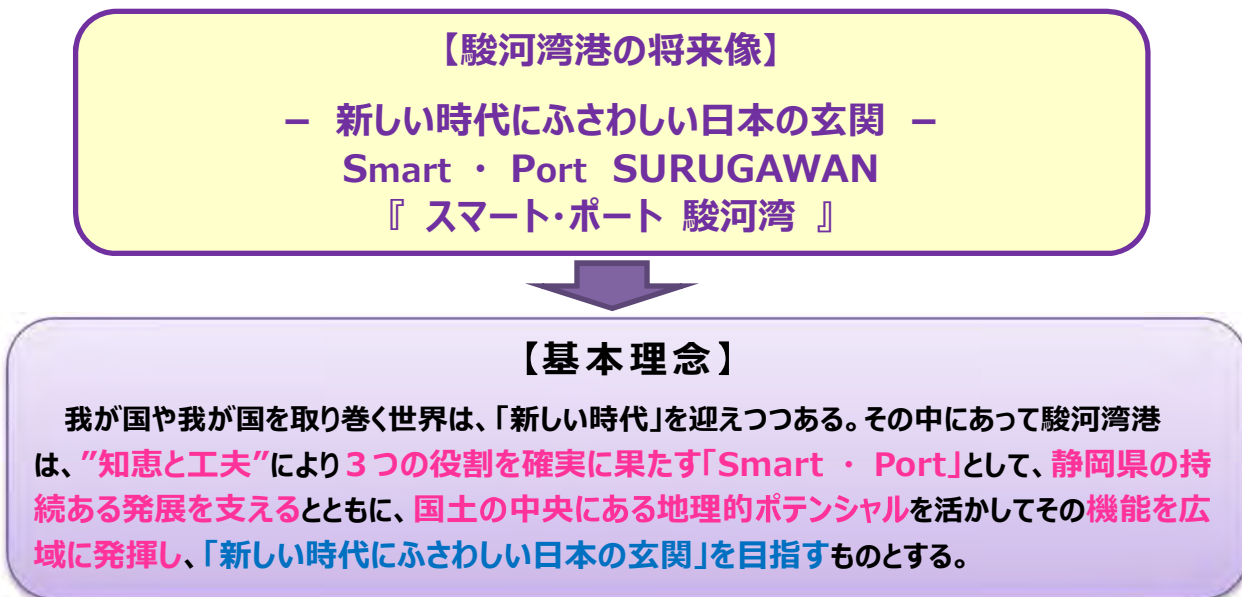 【駿河湾港の将来像】
− 新しい時代にふさわしい日本の玄関 −
Smart ・ Port SURUGAWAN
『 スマート・ポート 駿河湾 』
【基本理念】
我が国や我が国を取り巻く世界は、「新しい時代」を迎えつつある。その中にあって駿河湾港
は、”知恵と工夫”により３つの役割を確実に果たす「Smart ・ Port」として、静岡県の持
続ある発展を支えるとともに、国土の中央にある地理的ポテンシャルを活かしてその機能を広
域に発揮し、「新しい時代にふさわしい日本の玄関」を目指すものとする。